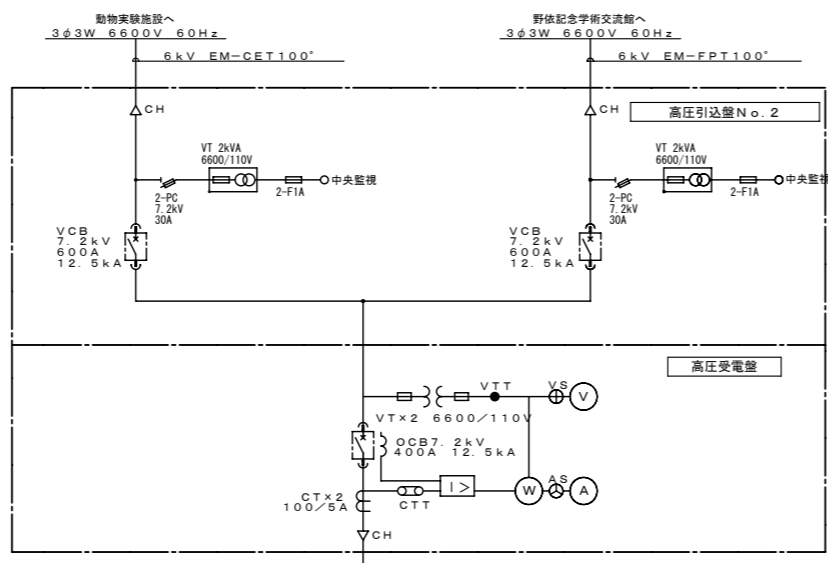 動物実験施設へ
3φ3W 6600V 60Hz
6kV EM-CET100°
野依記念学術交流館へ
3φ3W 6600V 60Hz
6kV EM-FPT100°
CH
CH
高圧引込盤No.2
VT 2kVA
6600/110V
中央監視
2-F1A
2-PC
7.2kV
30A
VT 2kVA
6600/110V
中央監視
2-F1A
2-PC
7.2kV
30A
VCB
7.2kV
600A
12.5kA
VCB
7.2kV
600A
12.5kA
高圧受電盤
VTT
VS
V
VT×2 6600/110V
OCB7.2kV
400A 12.5kA
I>
W
AS
A
CT×2
100/5A
CTT
CH